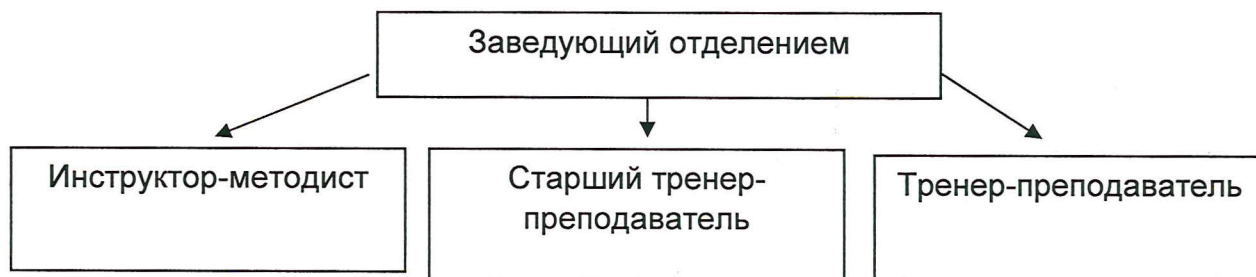 Заведующий отделением
Инструктор-методист
Старший тренер-
преподаватель
Тренер-преподаватель